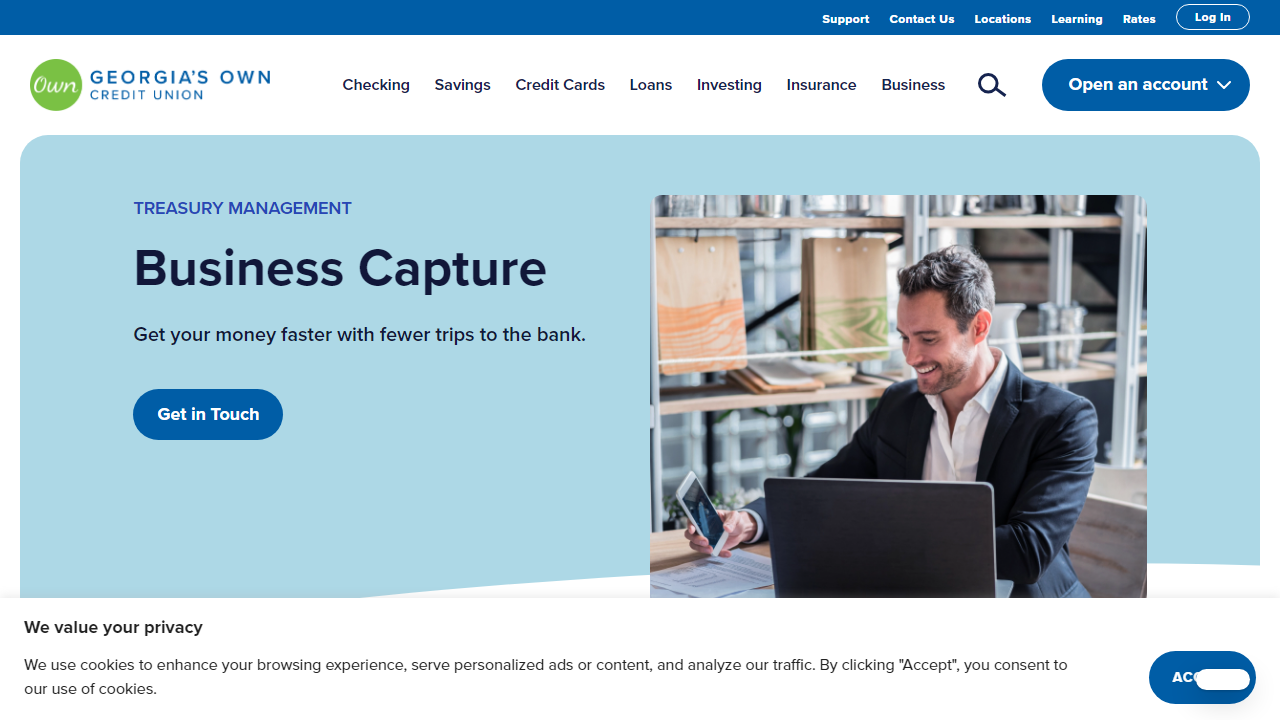 Support Contact Us Locations Learning Rates Log In
Own GEORGIA'S OWN
CREDIT UNION
Checking Savings Credit Cards Loans Investing Insurance Business Open an account
TREASURY MANAGEMENT
Business Capture
Get your money faster with fewer trips to the bank.
Get in Touch
We value your privacy
We use cookies to enhance your browsing experience, serve personalized ads or content, and analyze our traffic. By clicking "Accept", you consent to
our use of cookies.